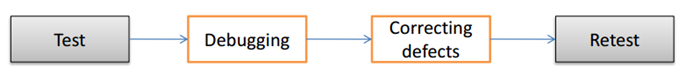 Test
Debugging
Correcting
defects
Retest